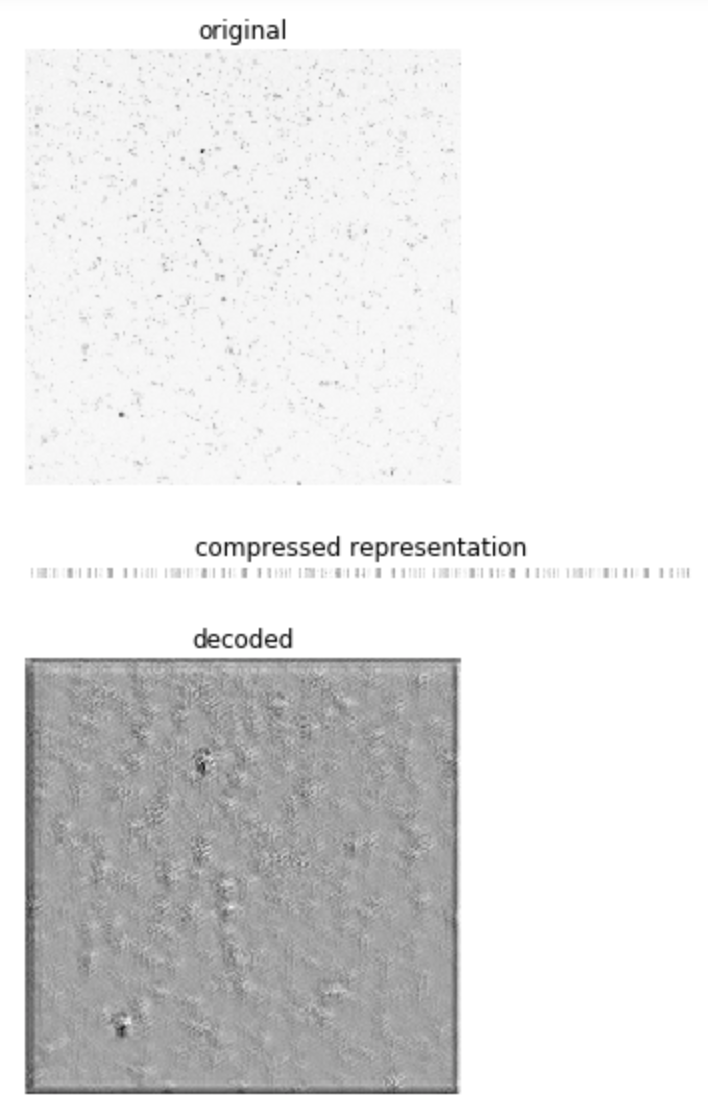 original
compressed representation
decoded